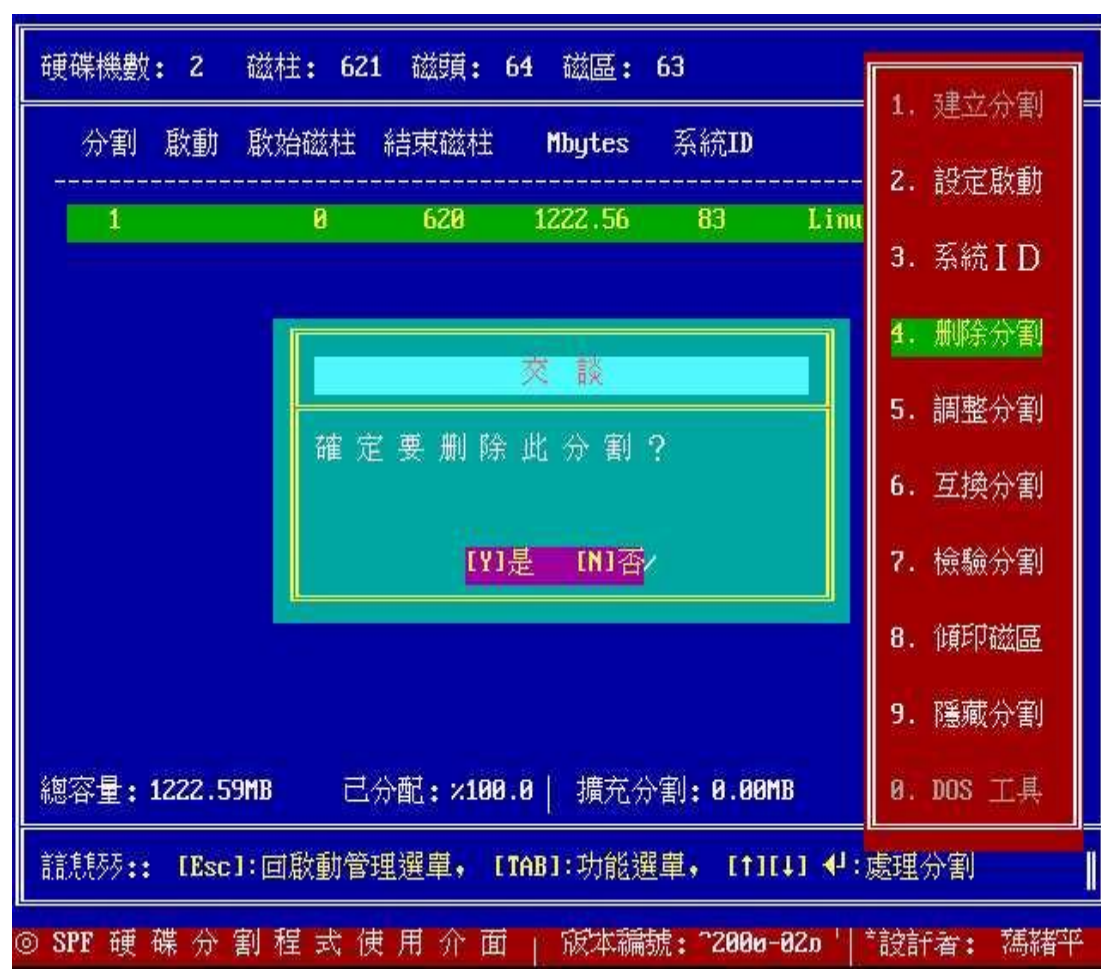 硬碟機數: 2 磁柱: 621 磁頭: 64 磁區: 63
分割 啟動 啟始磁柱 結束磁柱 Mbytes 系統ID
1 0 620 1222.56 83 Linu
交 談
確 定 要 刪 除 此 分 割 ?
[Y]是 [N]否
1. 建立分割
2. 設定啟動
3. 系統ID
4. 刪除分割
5. 調整分割
6. 互換分割
7. 檢驗分割
8. 傾印磁區
9. 隱藏分割
0. DOS 工具
總容量: 1222.59MB 已分配: %100.0 | 擴充分割: 0.00MB
[Esc]:回啟動管理選單, [TAB]:功能選單, [↑][↓] ↵:處理分割
◎ SPF 硬 碟 分 割 程 式 使 用 介 面 | 版本編號: 設計者: